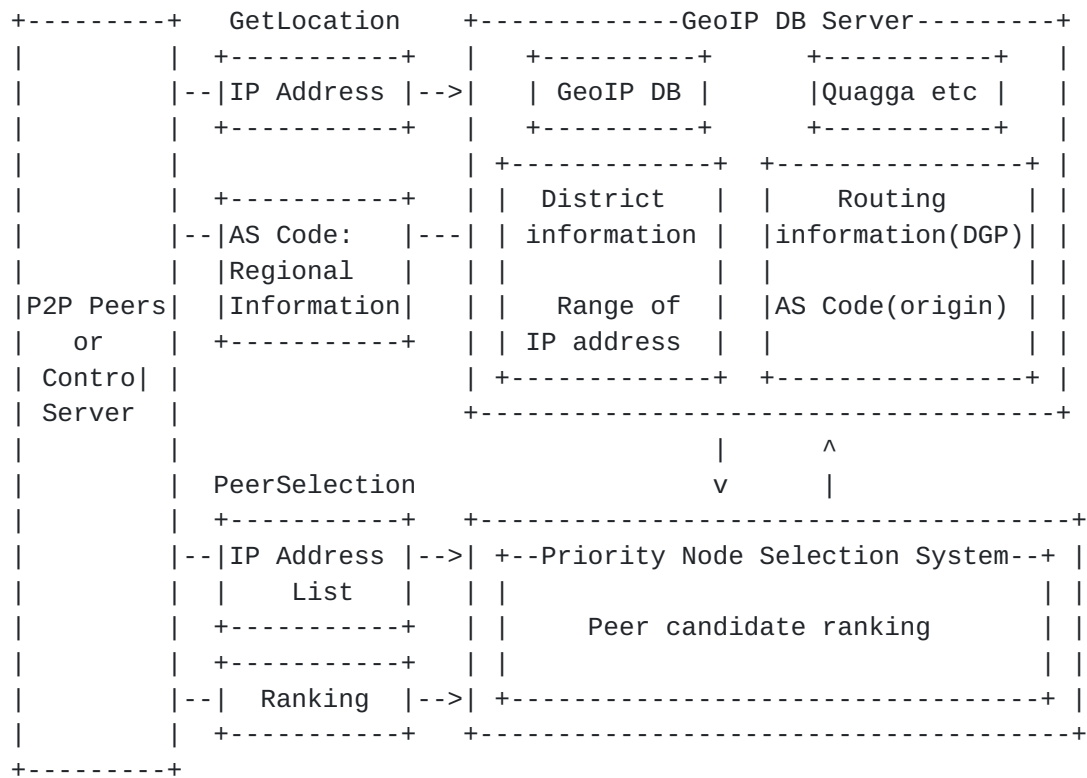 GetLocation GeoIP DB Server
IP Address GeoIP DB Quagga etc
District Routing
AS Code: information information(DGP)
Regional
P2P Peers Information Range of AS Code(origin)
or IP address
Contro|
Server
PeerSelection
IP Address Priority Node Selection System
List
Peer candidate ranking
Ranking